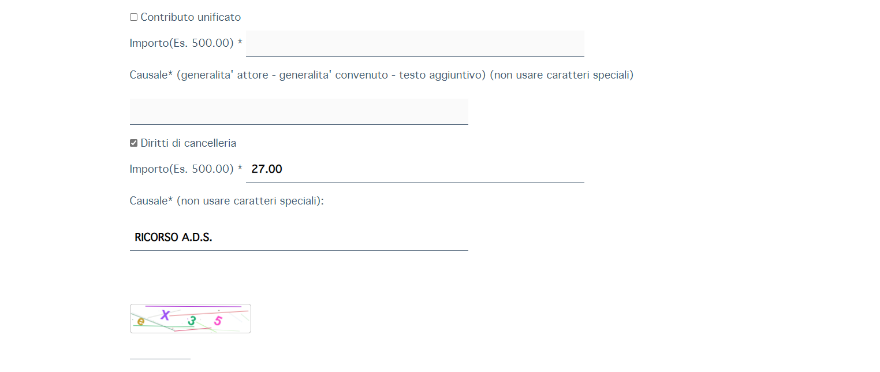 Contributo unificato
Importo(Es. 500.00) *
Causale* (generalita' attore - generalita' convenuto - testo aggiuntivo) (non usare caratteri speciali)
Diritti di cancelleria
Importo(Es. 500.00) * 27.00
Causale* (non usare caratteri speciali):
RICORSO A.D.S.
e X 3 5